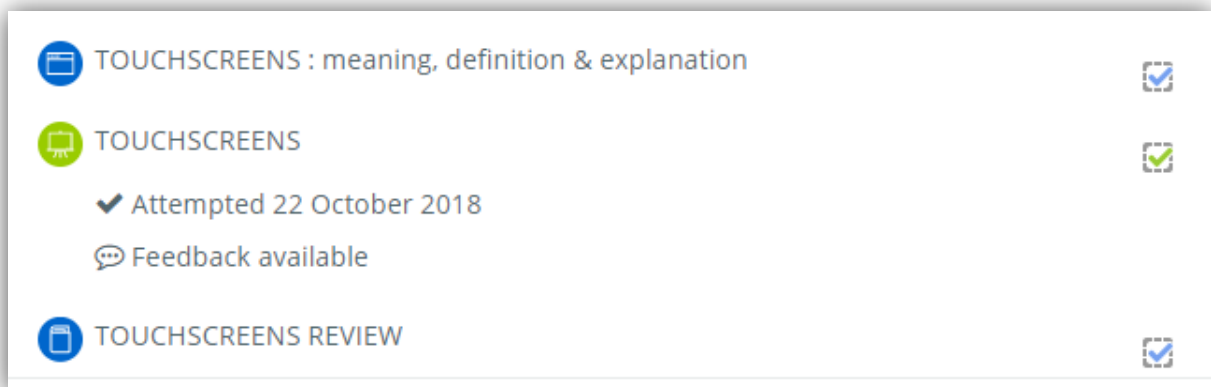 TOUCHSCREENS : meaning, definition & explanation
TOUCHSCREENS
Attempted 22 October 2018
Feedback available
TOUCHSCREENS REVIEW